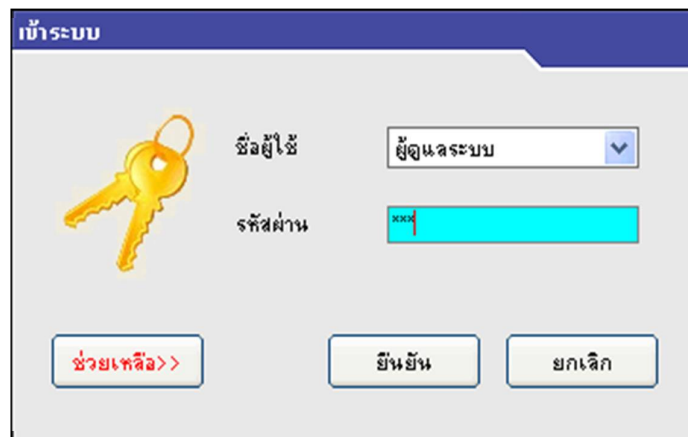 เข้าระบบ
ชื่อผู้ใช้
ผู้ดูแลระบบ
รหัสผ่าน
***
ช่วยเหลือ>>
ยืนยัน
ยกเลิก